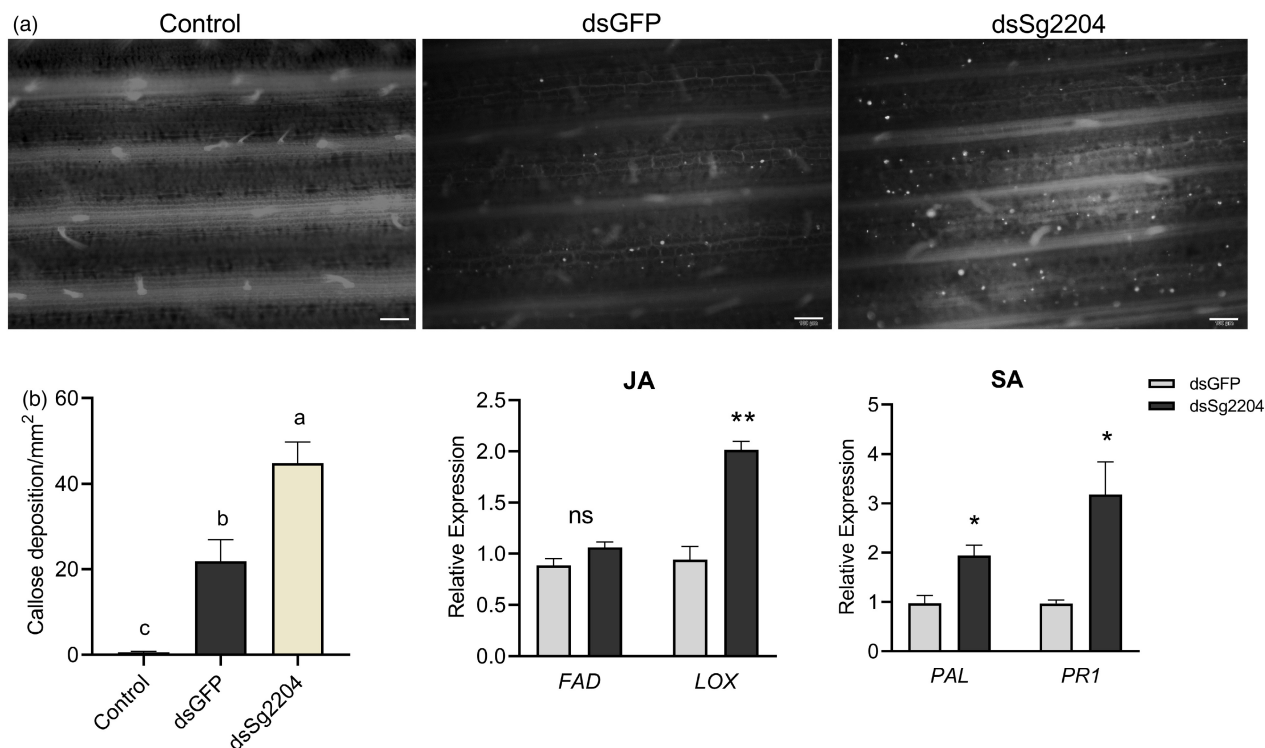 (a) Control dsGFP dsSg2204
(b)
Callose deposition/mm²
60
40
20
0
c
b
a
Control
dsGFP
dsSg2204
JA
Relative Expression
2.5
2.0
1.5
1.0
0.5
0.0
ns
**
FAD LOX
SA
Relative Expression
5
4
3
2
1
0
*
*
PAL PR1
dsGFP
dsSg2204